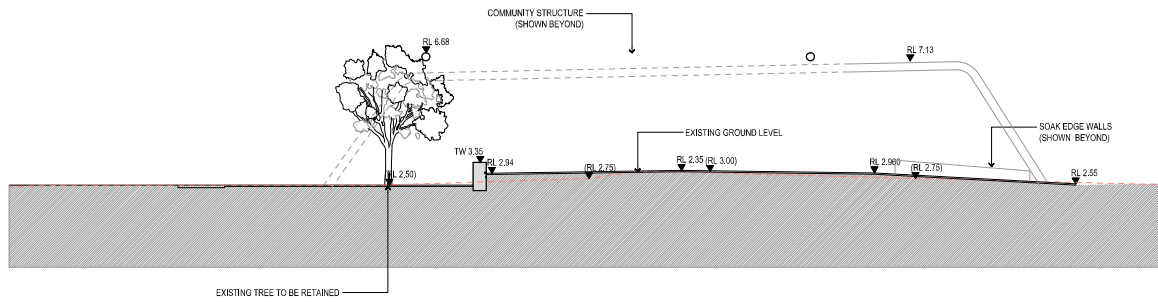 COMMUNITY STRUCTURE
(SHOWN BEYOND)
RL 6.68
RL 7.13
EXISTING GROUND LEVEL
SOAK EDGE WALLS
(SHOWN BEYOND)
TW 3.35
RL 2.94
(RL 2.75)
RL 2.35
(RL 3.00)
RL 2.980
(RL 2.75)
RL 2.55
L 2.50)
EXISTING TREE TO BE RETAINED